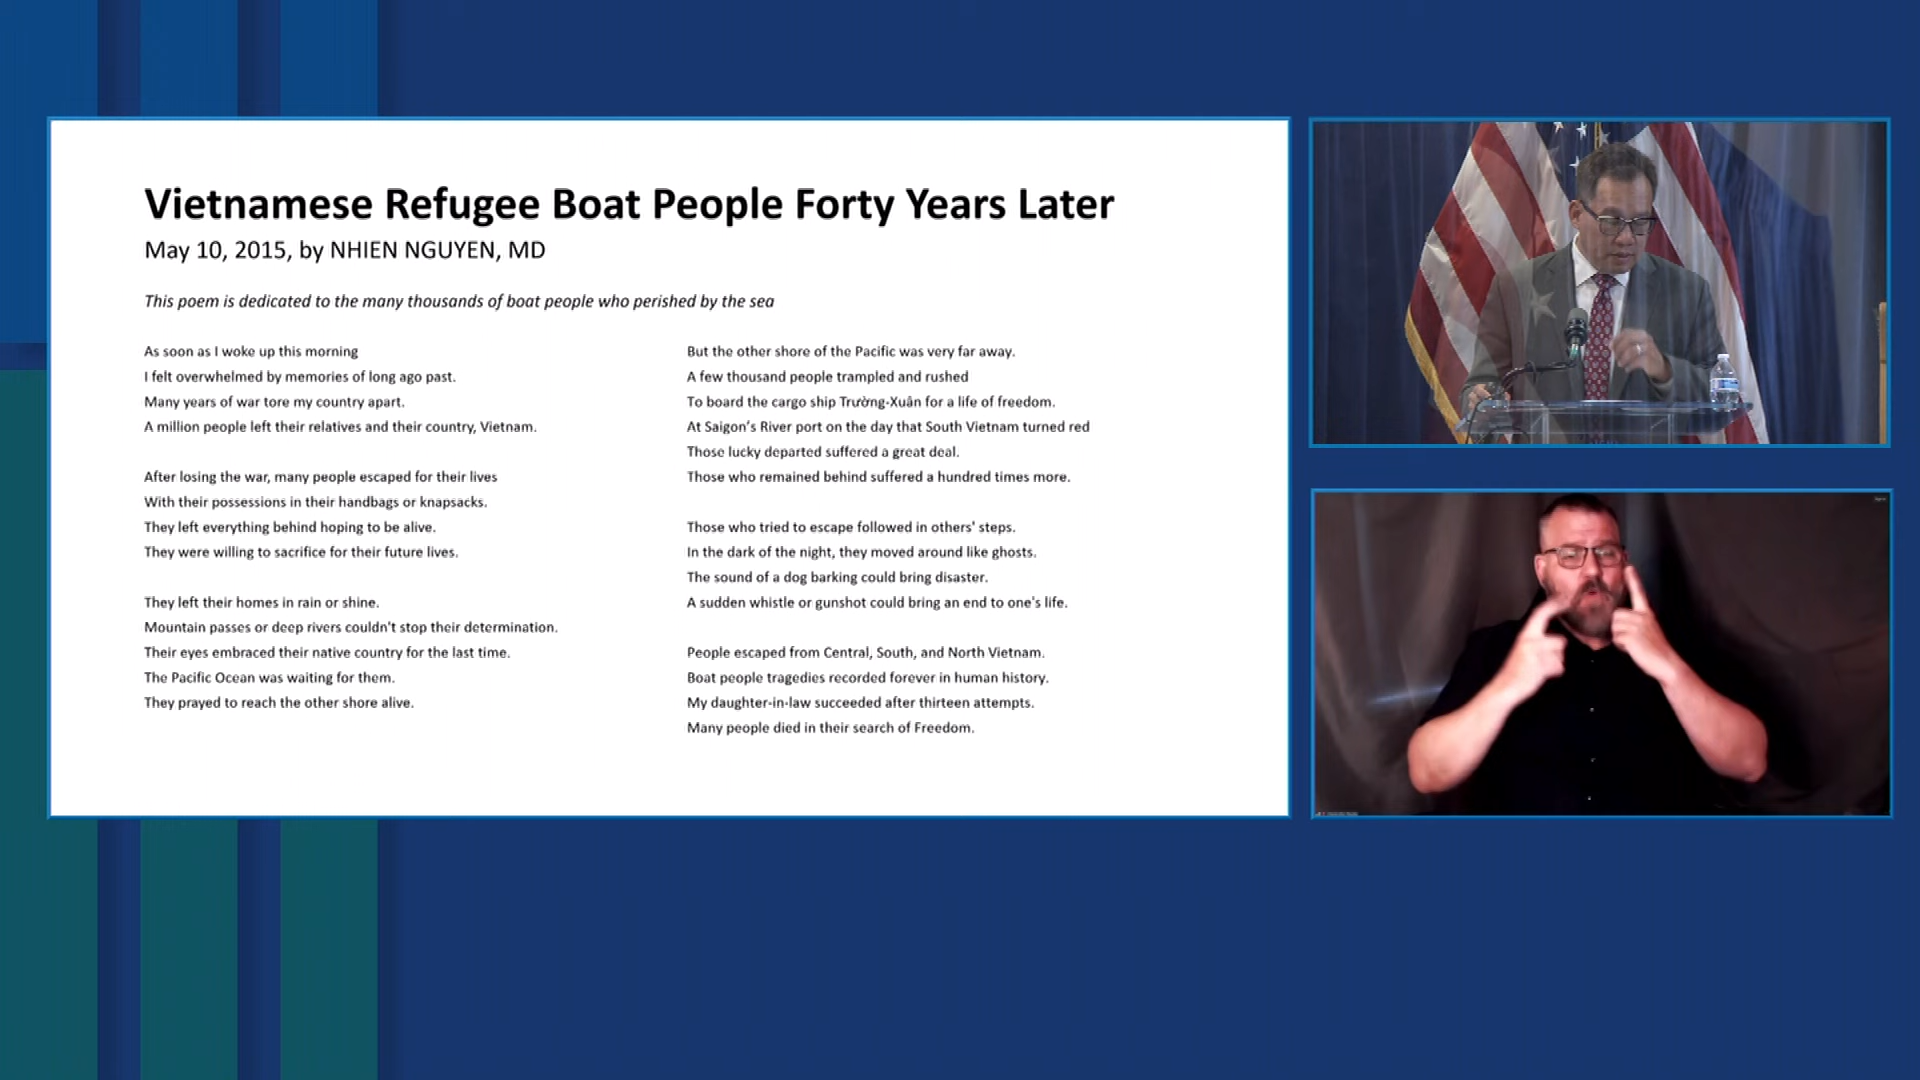 Vietnamese Refugee Boat People Forty Years Later
May 10, 2015, by NHIEN NGUYEN, MD
This poem is dedicated to the many thousands of boat people who perished by the sea
As soon as I woke up this morning
I felt overwhelmed by memories of long ago past.
Many years of war tore my country apart.
A million people left their relatives and their country, Vietnam.
After losing the war, many people escaped for their lives
With their possessions in their handbags or knapsacks.
They left everything behind hoping to be alive.
They were willing to sacrifice for their future lives.
They left their homes in rain or shine.
Mountain passes or deep rivers couldn't stop their determination.
Their eyes embraced their native country for the last time.
The Pacific Ocean was waiting for them.
They prayed to reach the other shore alive.
But the other shore of the Pacific was very far away.
A few thousand people trampled and rushed
To board the cargo ship Trường-Xuân for a life of freedom.
At Saigon’s River port on the day that South Vietnam turned red
Those lucky departed suffered a great deal.
Those who remained behind suffered a hundred times more.
Those who tried to escape followed in others' steps.
In the dark of the night, they moved around like ghosts.
The sound of a dog barking could bring disaster.
A sudden whistle or gunshot could bring an end to one's life.
People escaped from Central, South, and North Vietnam.
Boat people tragedies recorded forever in human history.
My daughter-in-law succeeded after thirteen attempts.
Many people died in their search of Freedom.